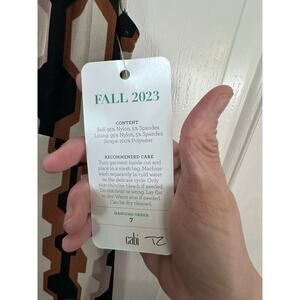 FALL 2023
CONTENT
Self: 95% Nylon, 5% Spandex
Lining: 95% Nylon, 5% Spandex
Straps: 100% Polyester
RECOMMENDED CARE
Turn garment inside out and
place in a mesh bag. Machine
wash separately in cold water
on the delicate cycle. Only
non-chlorine bleach if needed.
Do not twist or wring. Lay flat
to dry. Warm iron if needed.
Can be dry cleaned.
HANGING ORDER
7
cabi